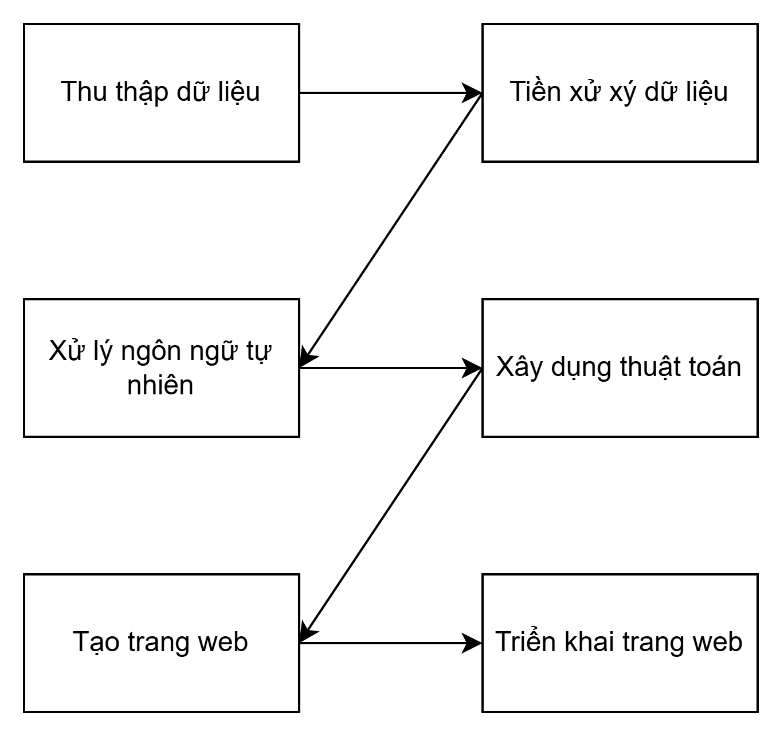 Thu thập dữ liệu
Tiền xử xý dữ liệu
Xử lý ngôn ngữ tự
nhiên
Xây dụng thuật toán
Tạo trang web
Triển khai trang web